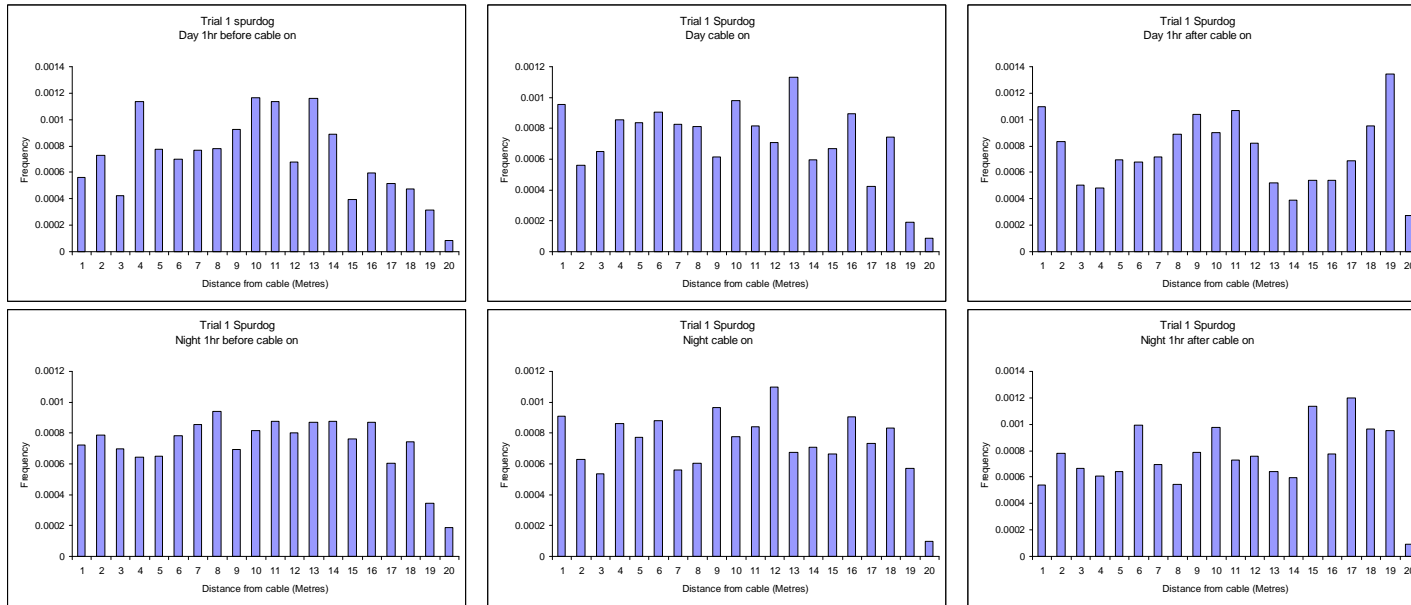 Trial 1 spurdog
Day 1hr before cable on
0.0014
0.0012
0.001
0.0008
0.0006
0.0004
0.0002
0
Frequency
1 2 3 4 5 6 7 8 9 10 11 12 13 14 15 16 17 18 19 20
Distance from cable (Metres)
Trial 1 Spurdog
Day cable on
0.0012
0.001
0.0008
0.0006
0.0004
0.0002
0
Frequency
1 2 3 4 5 6 7 8 9 10 11 12 13 14 15 16 17 18 19 20
Distance from cable (Metres)
Trial 1 Spurdog
Day 1hr after cable on
0.0014
0.0012
0.001
0.0008
0.0006
0.0004
0.0002
0
Frequency
1 2 3 4 5 6 7 8 9 10 11 12 13 14 15 16 17 18 19 20
Distance from cable (Metres)
Trial 1 Spurdog
Night 1hr before cable on
0.0012
0.001
0.0008
0.0006
0.0004
0.0002
0
Frequency
1 2 3 4 5 6 7 8 9 10 11 12 13 14 15 16 17 18 19 20
Distance from cable (Metres)
Trial 1 Spurdog
Night cable on
0.0012
0.001
0.0008
0.0006
0.0004
0.0002
0
Frequency
1 2 3 4 5 6 7 8 9 10 11 12 13 14 15 16 17 18 19 20
Distance from cable (Metres)
Trial 1 Spurdog
Night 1hr after cable on
0.0014
0.0012
0.001
0.0008
0.0006
0.0004
0.0002
0
Frequency
1 2 3 4 5 6 7 8 9 10 11 12 13 14 15 16 17 18 19 20
Distance from cable (Metres)